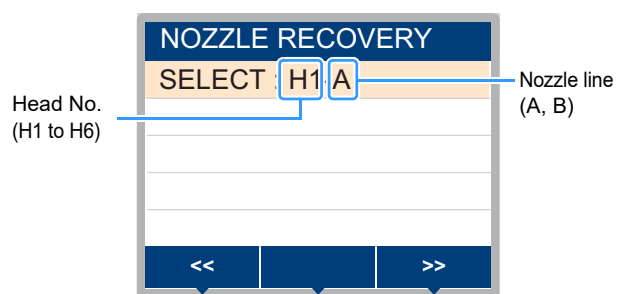 NOZZLE RECOVERY
SELECT : H1-A
Head No.
(H1 to H6)
Nozzle line
(A, B)
<< >>